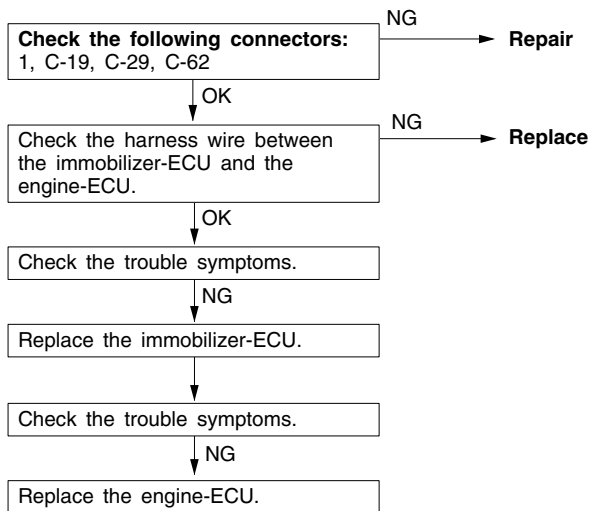 NG
Check the following connectors:
1, C-19, C-29, C-62
Repair
OK
Check the harness wire between
the immobilizer-ECU and the
engine-ECU.
NG
Replace
OK
Check the trouble symptoms.
NG
Replace the immobilizer-ECU.
Check the trouble symptoms.
NG
Replace the engine-ECU.